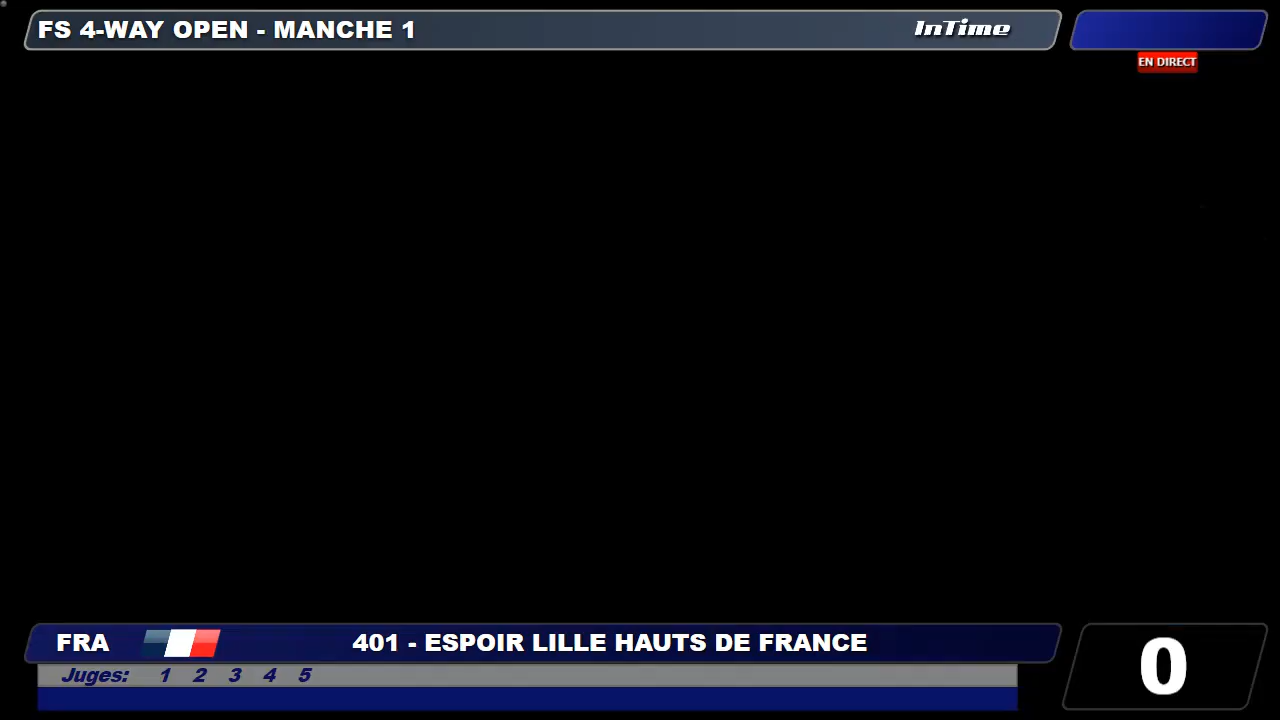 FS 4-WAY OPEN - MANCHE 1
InTime
EN DIRECT
FRA
401 - ESPOIR LILLE HAUTS DE FRANCE
Juges: 1 2 3 4 5
0